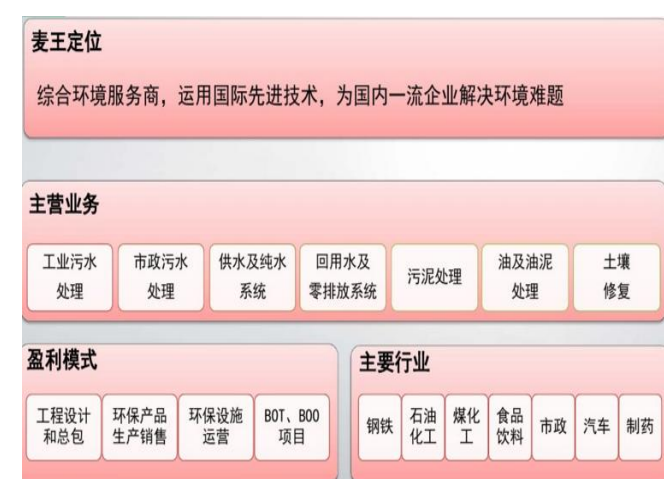 麦王定位
综合环境服务商，运用国际先进技术，为国内一流企业解决环境难题
主营业务
工业污水
处理
市政污水
处理
供水及纯水
系统
回用水及
零排放系统
污泥处理
油及油泥
处理
土壤
修复
盈利模式
工程设计
和总包
环保产品
生产销售
环保设施
运营
BOT、BOO
项目
主要行业
钢铁
石油
化工
煤化
工
食品
饮料
市政
汽车
制药